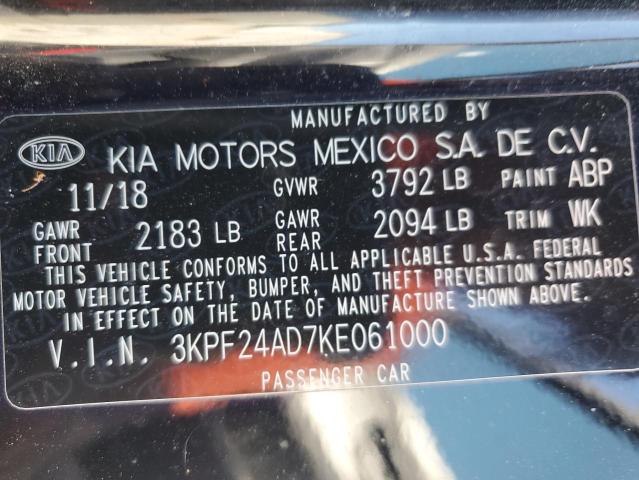 MANUFACTURED BY
KIA KIA MOTORS MEXICO S.A. DE C.V.
11/18 GVWR 3792 LB PAINT ABP
GAWR FRONT 2183 LB GAWR REAR 2094 LB TRIM WK
THIS VEHICLE CONFORMS TO ALL APPLICABLE U.S.A. FEDERAL
MOTOR VEHICLE SAFETY, BUMPER, AND THEFT PREVENTION STANDARDS
IN EFFECT ON THE DATE OF MANUFACTURE SHOWN ABOVE.
V.I.N. 3KPF24AD7KE061000
PASSENGER CAR